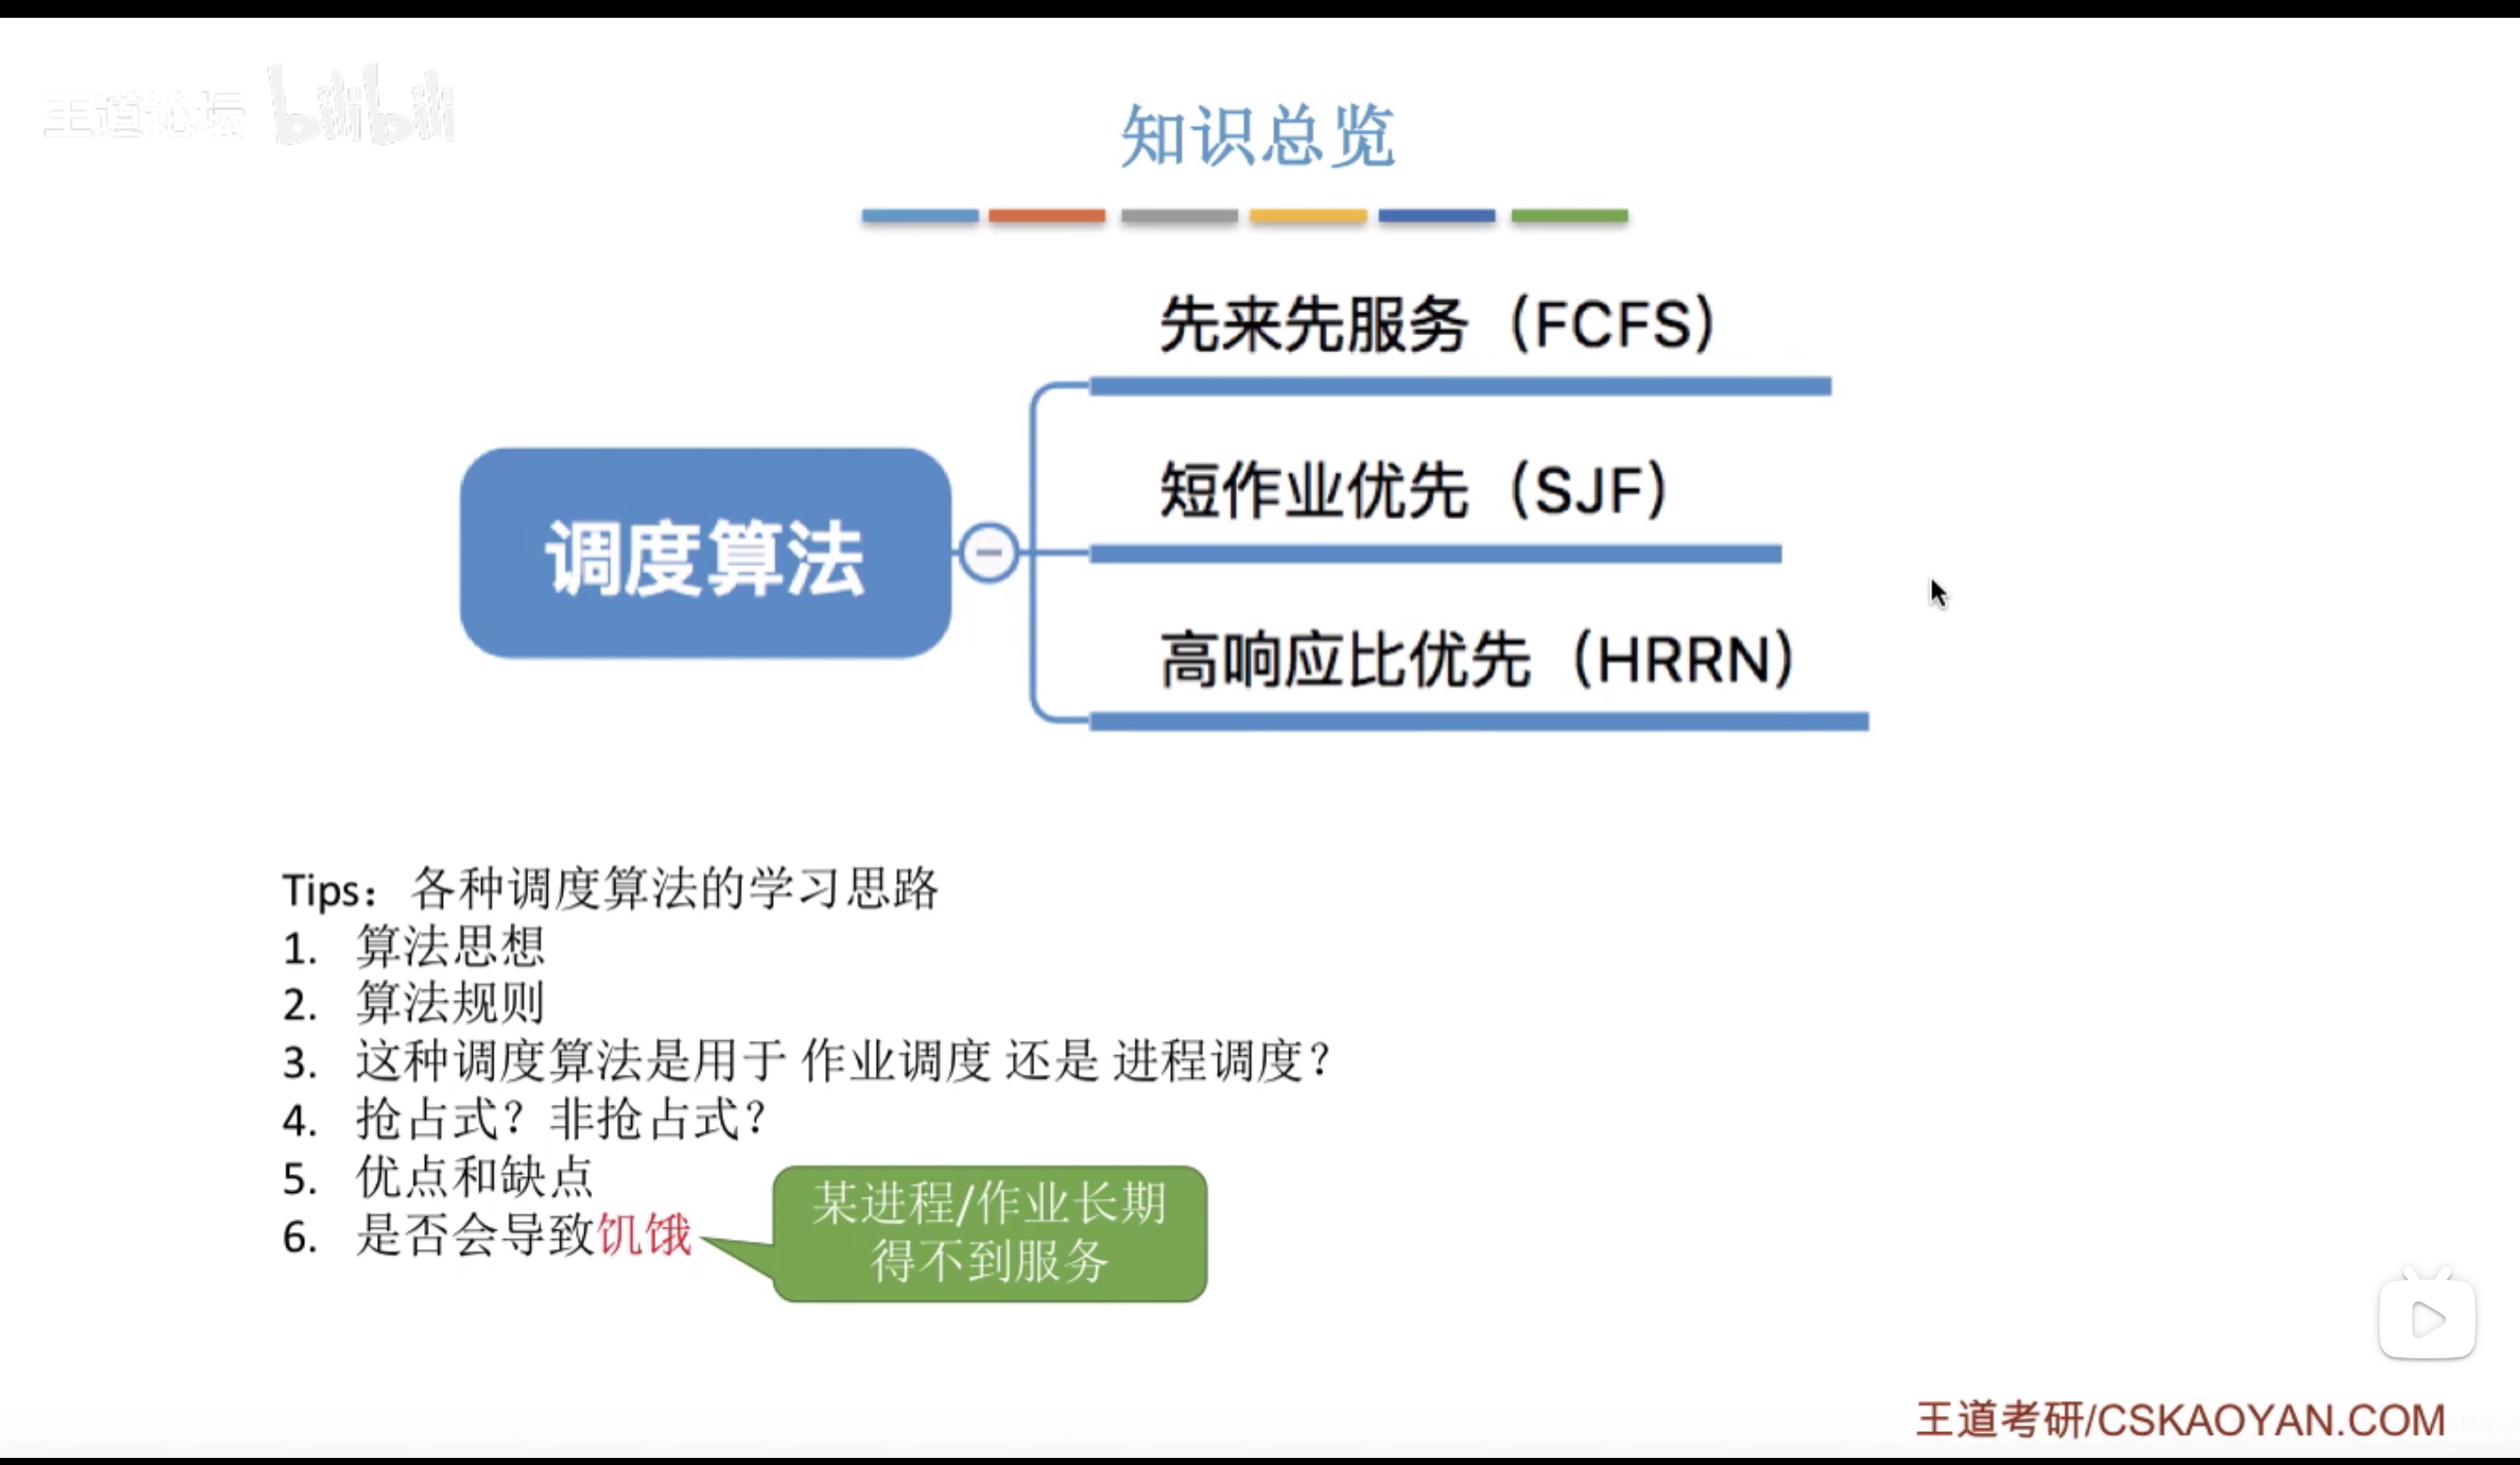 王道论坛 bilibili
知识总览
先来先服务（FCFS）
短作业优先（SJF）
调度算法
高响应比优先（HRRN）
Tips：各种调度算法的学习思路
1. 算法思想
2. 算法规则
3. 这种调度算法是用于 作业调度 还是 进程调度？
4. 抢占式？非抢占式？
5. 优点和缺点
6. 是否会导致饥饿
某进程/作业长期
得不到服务
王道考研/CSKAOYAN.COM